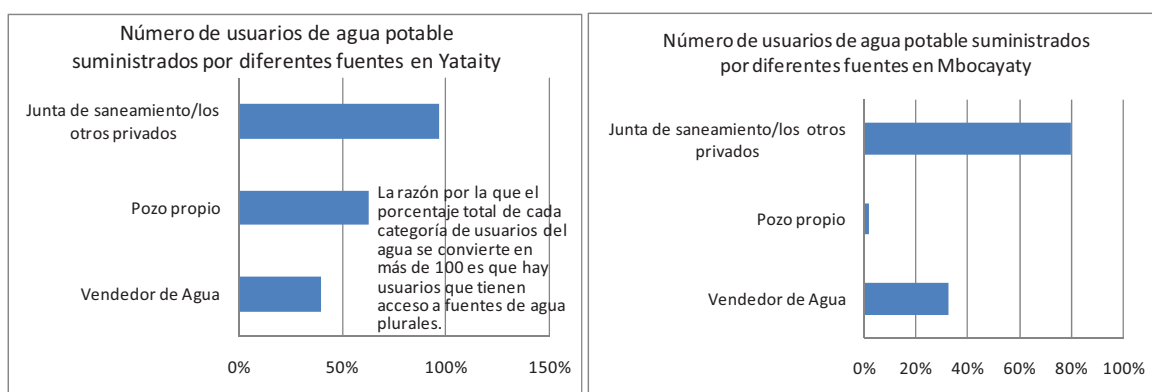 Número de usuarios de agua potable
suministrados por diferentes fuentes en Yataity
Junta de saneamiento/los
otros privados
Pozo propio
Vendedor de Agua
La razón por la que el
porcentaje total de cada
categoría de usuarios del
agua se convierte en
más de 100 es que hay
usuarios que tienen
acceso a fuentes de agua
plurales.
0% 50% 100% 150%
Número de usuarios de agua potable suministrados
por diferentes fuentes en Mbocayaty
Junta de saneamiento/los otros
privados
Pozo propio
Vendedor de Agua
0% 20% 40% 60% 80% 100%